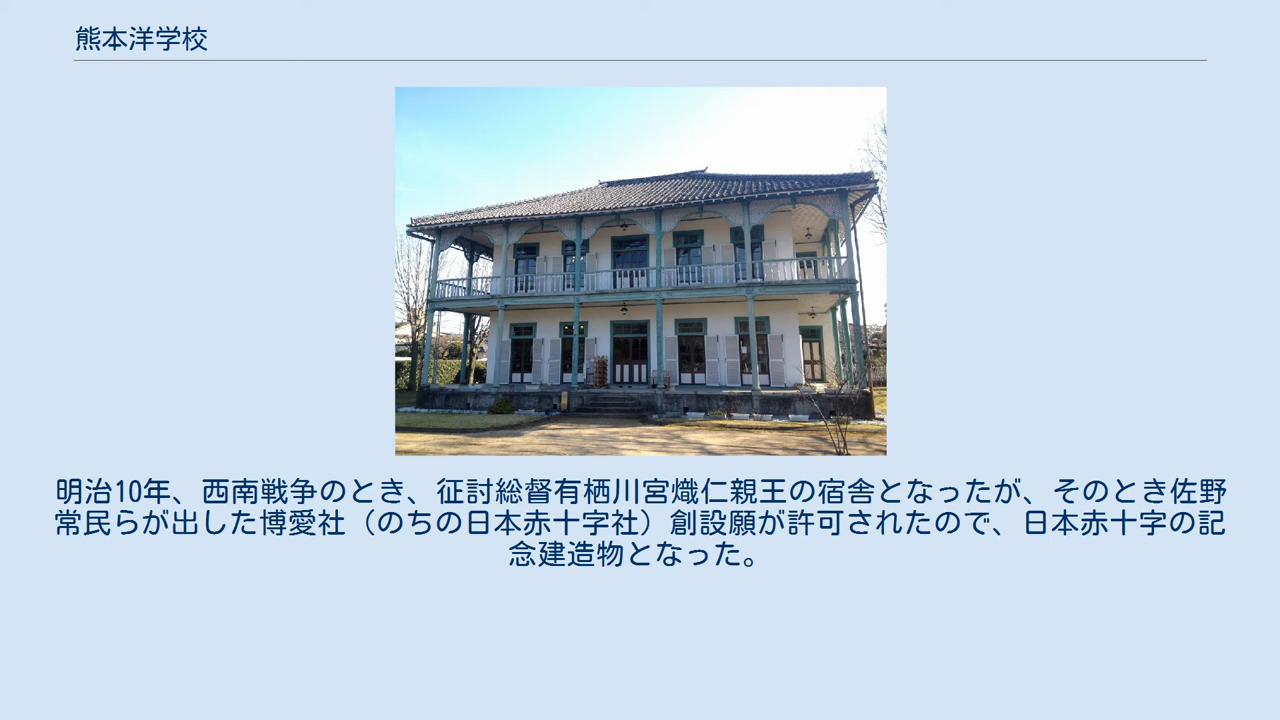 熊本洋学校
明治10年、西南戦争のとき、征討総督有栖川宮熾仁親王の宿舎となったが、そのとき佐野
常民らが出した博愛社（のちの日本赤十字社）創設願が許可されたので、日本赤十字の記
念建造物となった。